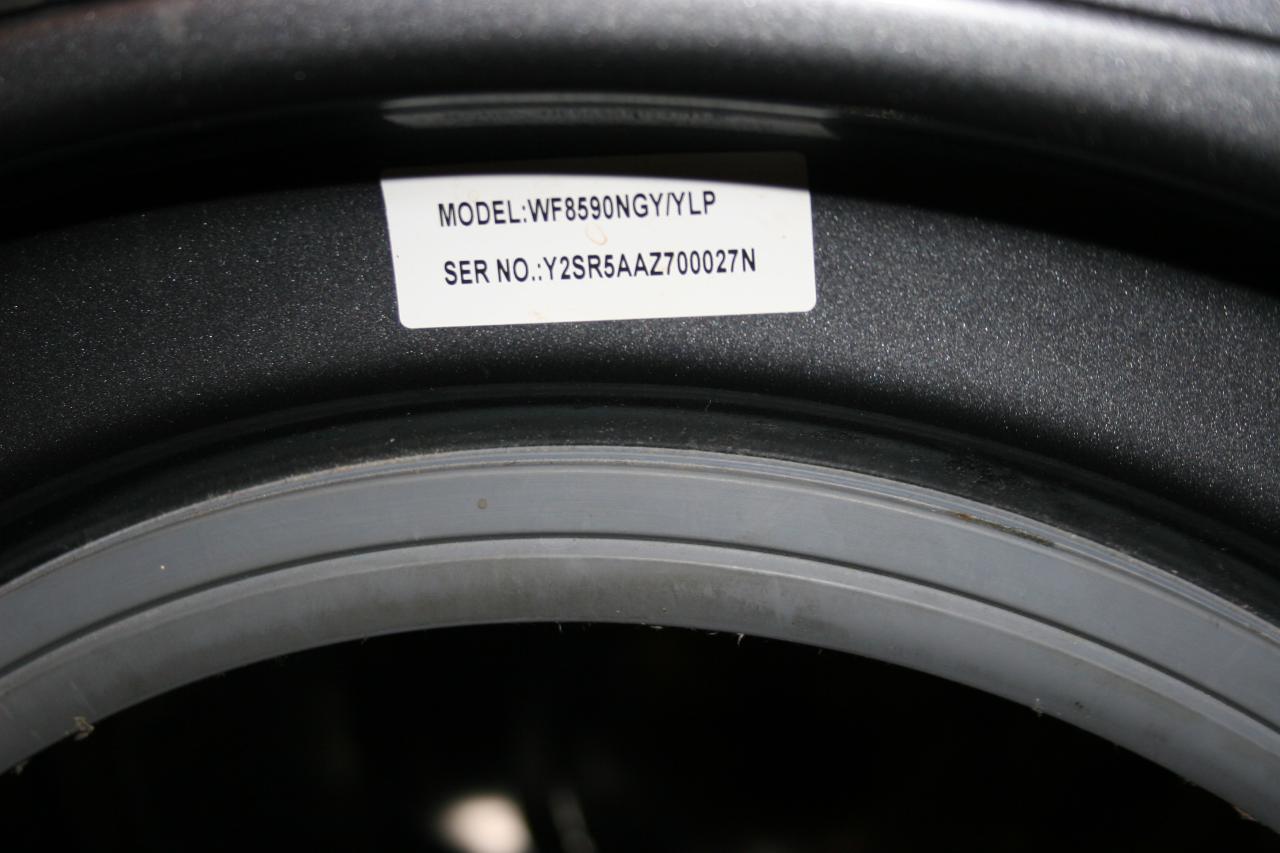 MODEL:WF8590NGY/YLP
SER NO.:Y2SR5AAZ700027N